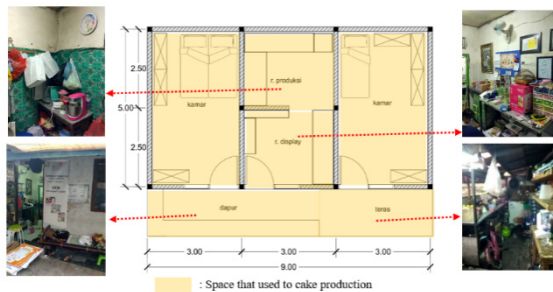 2.50
r. produksi
kamar
kamar
5.00
2.50
r. display
dapur
teras
3.00
3.00
3.00
9.00
: Space that used to cake production